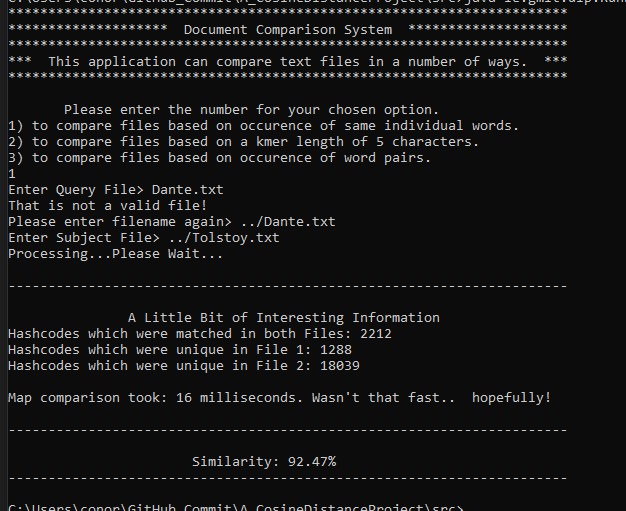 C:\Users\conor\GitHub_Commit\A_CosineDistanceProject\src>java ie.gmit.dip.Runn
**********************************************************************
******************** Document Comparison System ********************
**********************************************************************
*** This application can compare text files in a number of ways. ***
**********************************************************************
Please enter the number for your chosen option.
1) to compare files based on occurence of same individual words.
2) to compare files based on a kmer length of 5 characters.
3) to compare files based on occurence of word pairs.
1
Enter Query File> Dante.txt
That is not a valid file!
Please enter filename again> ../Dante.txt
Enter Subject File> ../Tolstoy.txt
Processing...Please Wait...
----------------------------------------------------------------------
A Little Bit of Interesting Information
Hashcodes which were matched in both Files: 2212
Hashcodes which were unique in File 1: 1288
Hashcodes which were unique in File 2: 18039
Map comparison took: 16 milliseconds. Wasn't that fast.. hopefully!
----------------------------------------------------------------------
Similarity: 92.47%
----------------------------------------------------------------------
C:\Users\conor\GitHub_Commit\A_CosineDistanceProject\src>